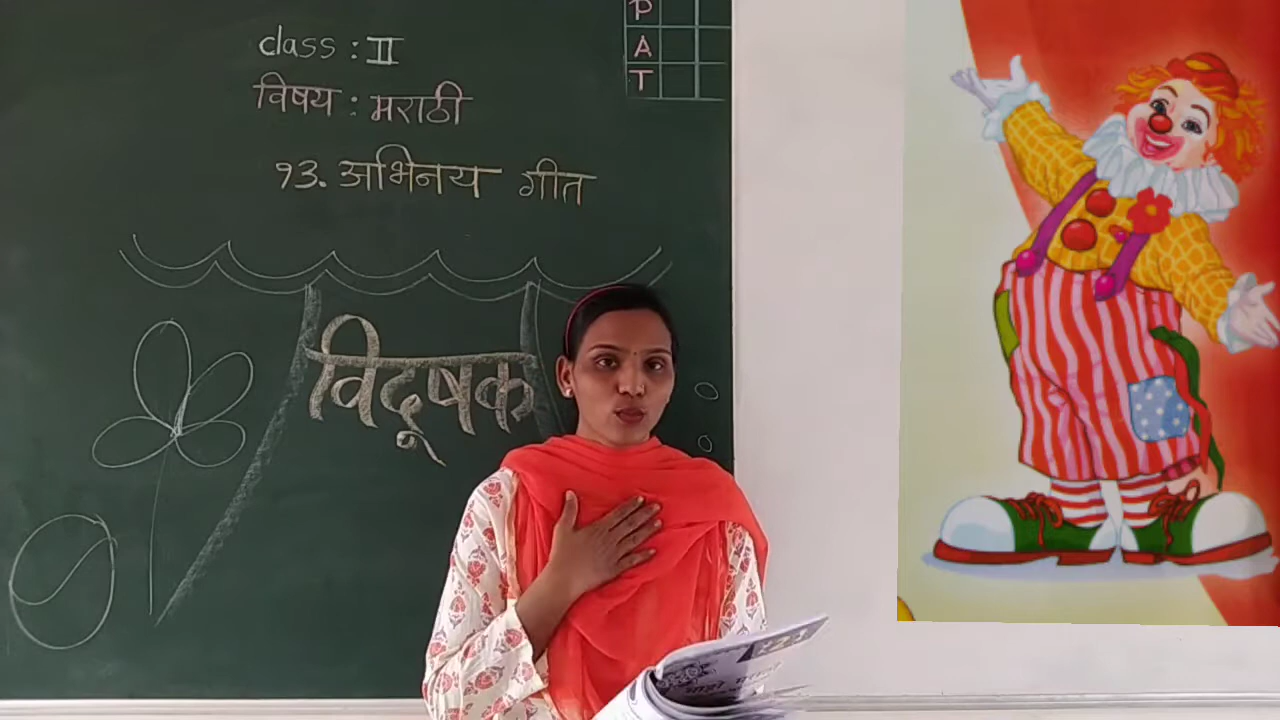 class : II
विषय : मराठी
१३. अभिनय गीत
विदूषक
P
A
T